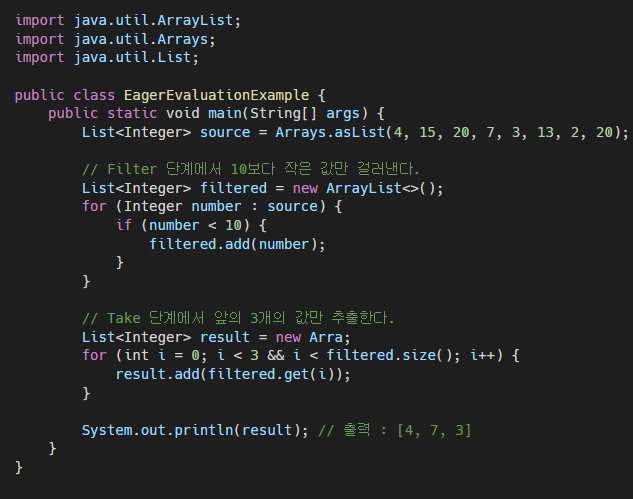 import java.util.ArrayList;
import java.util.Arrays;
import java.util.List;

public class EagerEvaluationExample {
    public static void main(String[] args) {
        List<Integer> source = Arrays.asList(4, 15, 20, 7, 3, 13, 2, 20);

        // Filter 단계에서 10보다 작은 값만 걸러낸다.
        List<Integer> filtered = new ArrayList<>();
        for (Integer number : source) {
            if (number < 10) {
                filtered.add(number);
            }
        }

        // Take 단계에서 앞의 3개의 값만 추출한다.
        List<Integer> result = new Arra;
        for (int i = 0; i < 3 && i < filtered.size(); i++) {
            result.add(filtered.get(i));
        }

        System.out.println(result); // 출력 : [4, 7, 3]
    }
}